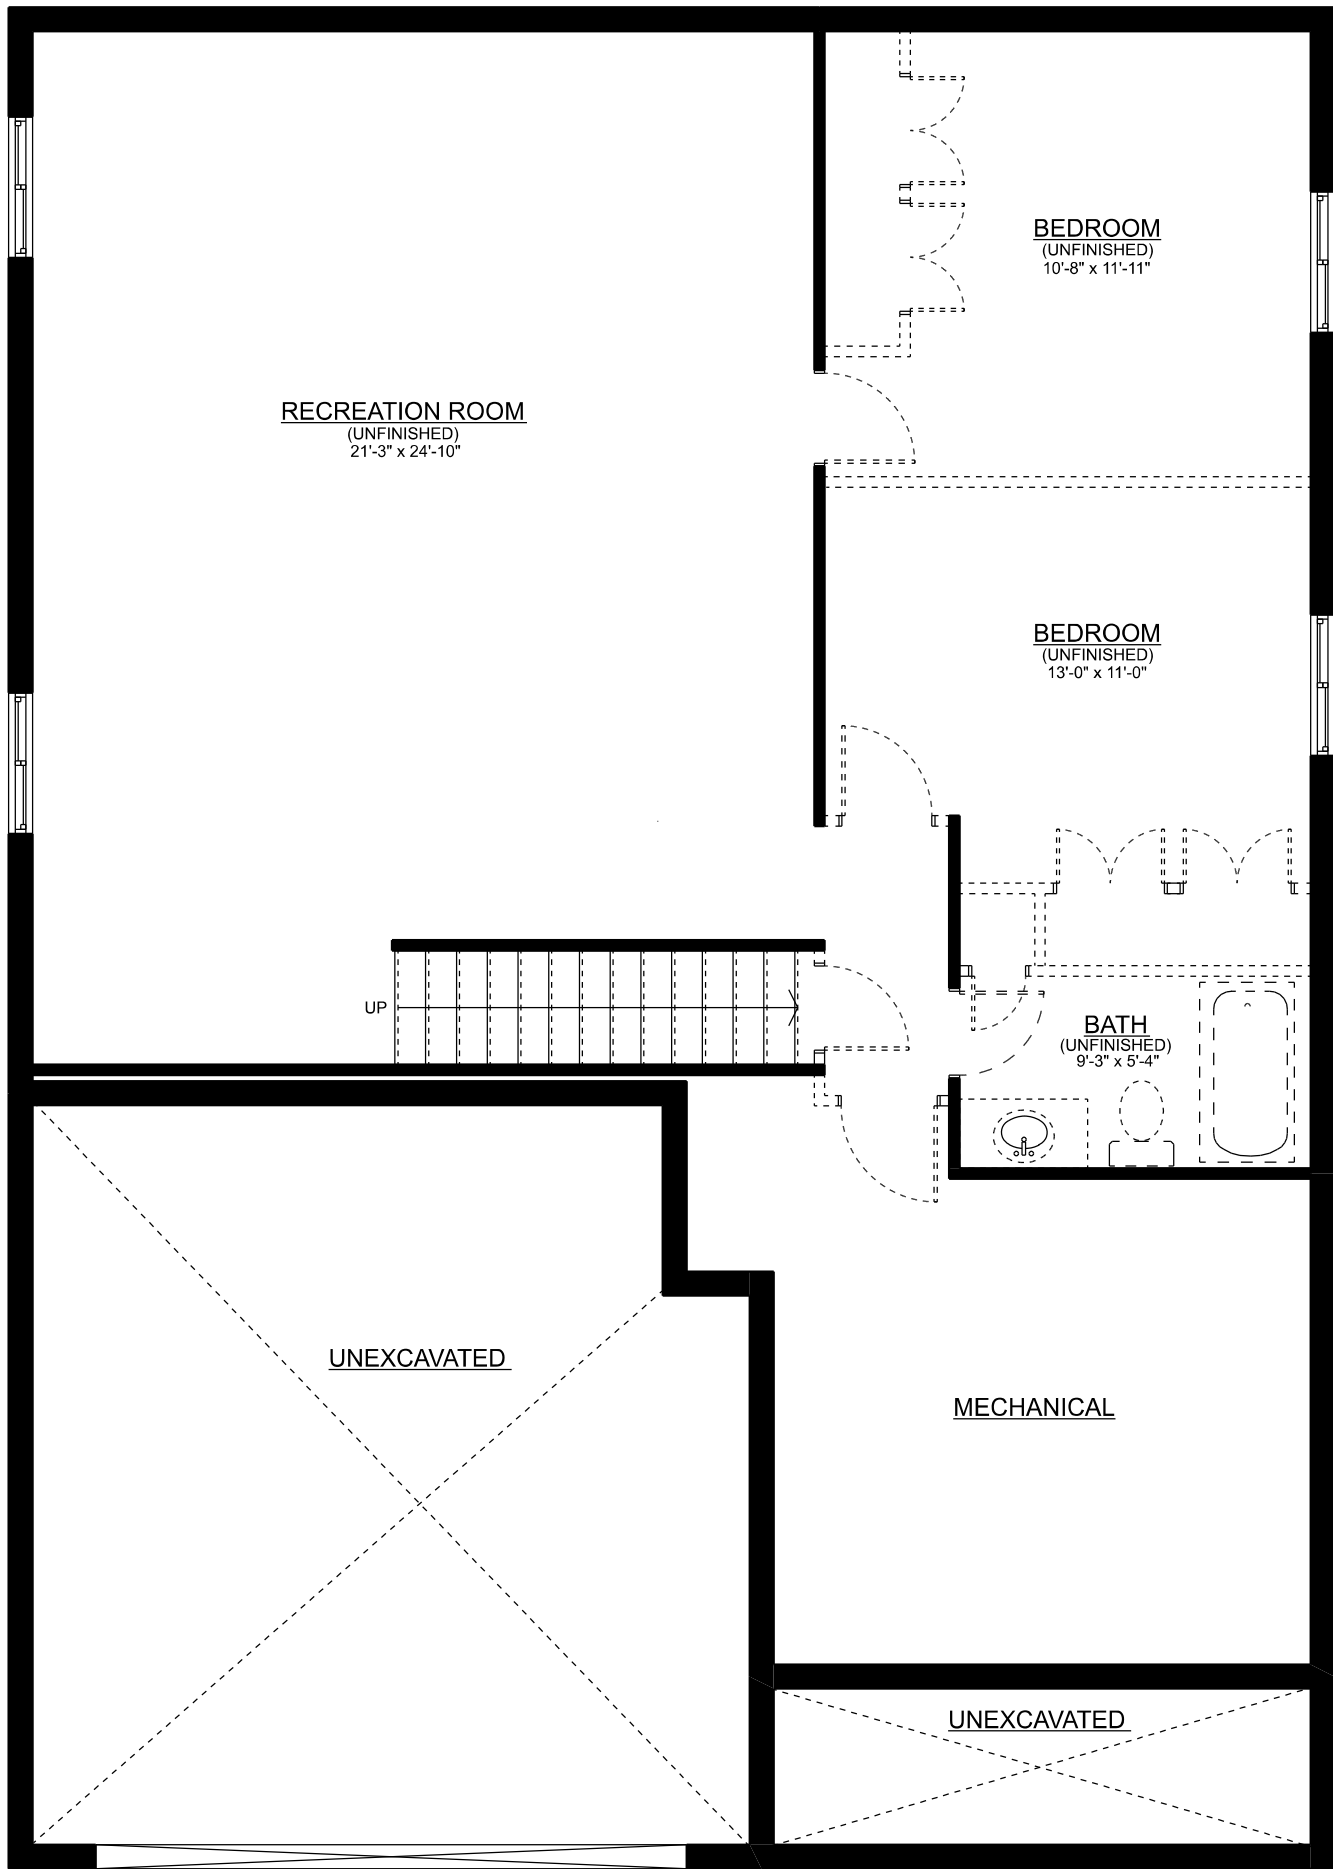 BEDROOM
(UNFINISHED)
10'-8" x 11'-11"
RECREATION ROOM
(UNFINISHED)
21'-3" x 24'-10"
BEDROOM
(UNFINISHED)
13'-0" x 11'-0"
UP
BATH
(UNFINISHED)
9'-3" x 5'-4"
UNEXCAVATED
MECHANICAL
UNEXCAVATED